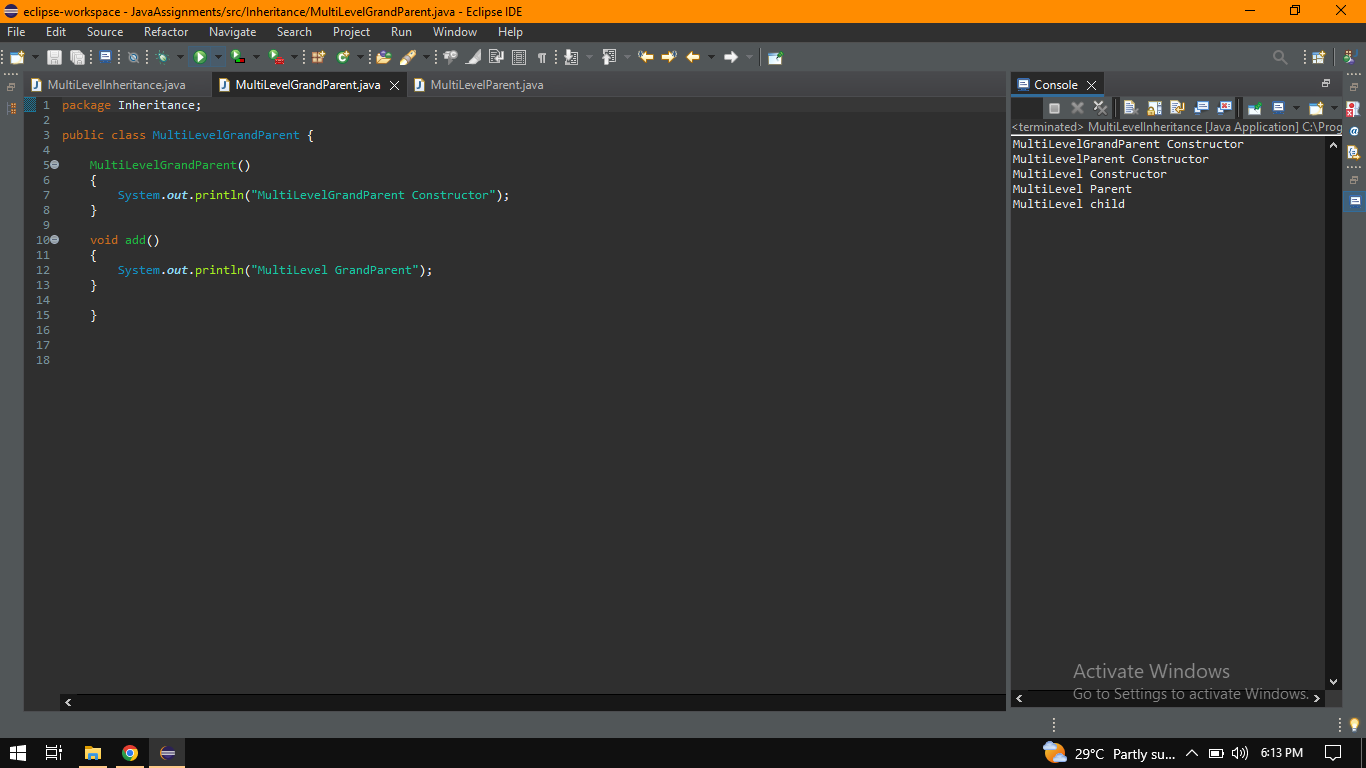 eclipse-workspace - JavaAssignments/src/Inheritance/MultiLevelGrandParent.java - Eclipse IDE
File Edit Source Refactor Navigate Search Project Run Window Help
MultiLevelInheritance.java MultiLevelGrandParent.java MultiLevelParent.java
1 package Inheritance;
2
3 public class MultiLevelGrandParent {
4
5 MultiLevelGrandParent()
6 {
7 System.out.println("MultiLevelGrandParent Constructor");
8 }
9
10 void add()
11 {
12 System.out.println("MultiLevel GrandParent");
13 }
14
15 }
16
17
18
Console
<terminated> MultiLevelInheritance [Java Application] C:\Prog
MultiLevelGrandParent Constructor
MultiLevelParent Constructor
MultiLevel Constructor
MultiLevel Parent
MultiLevel child
Activate Windows
Go to Settings to activate Windows.
29°C Partly su... 6:13 PM